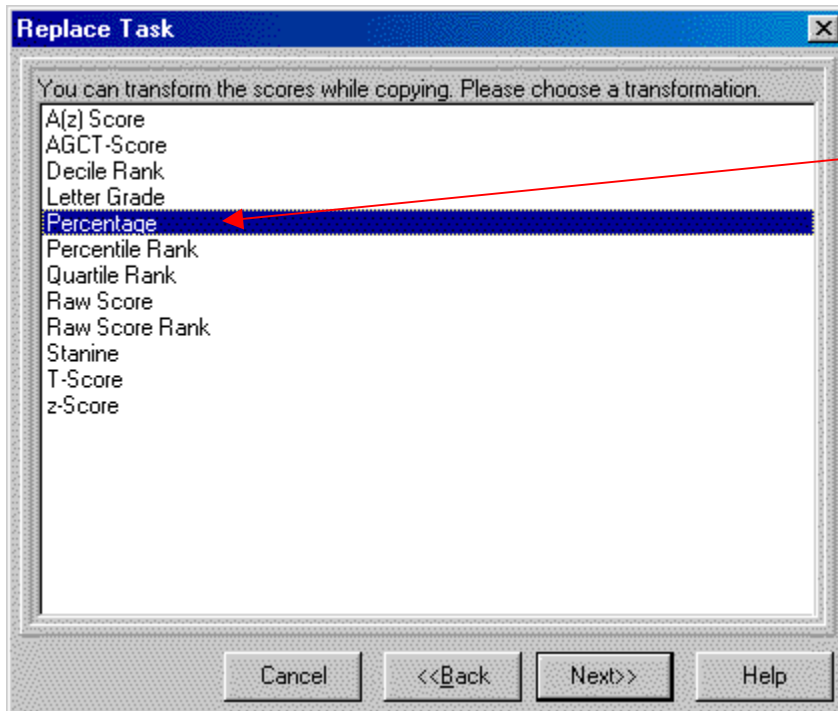 Replace Task
You can transform the scores while copying. Please choose a transformation.
A(z) Score
AGCT-Score
Decile Rank
Letter Grade
Percentage
Percentile Rank
Quartile Rank
Raw Score
Raw Score Rank
Stanine
T-Score
z-Score
Cancel <<Back Next>> Help